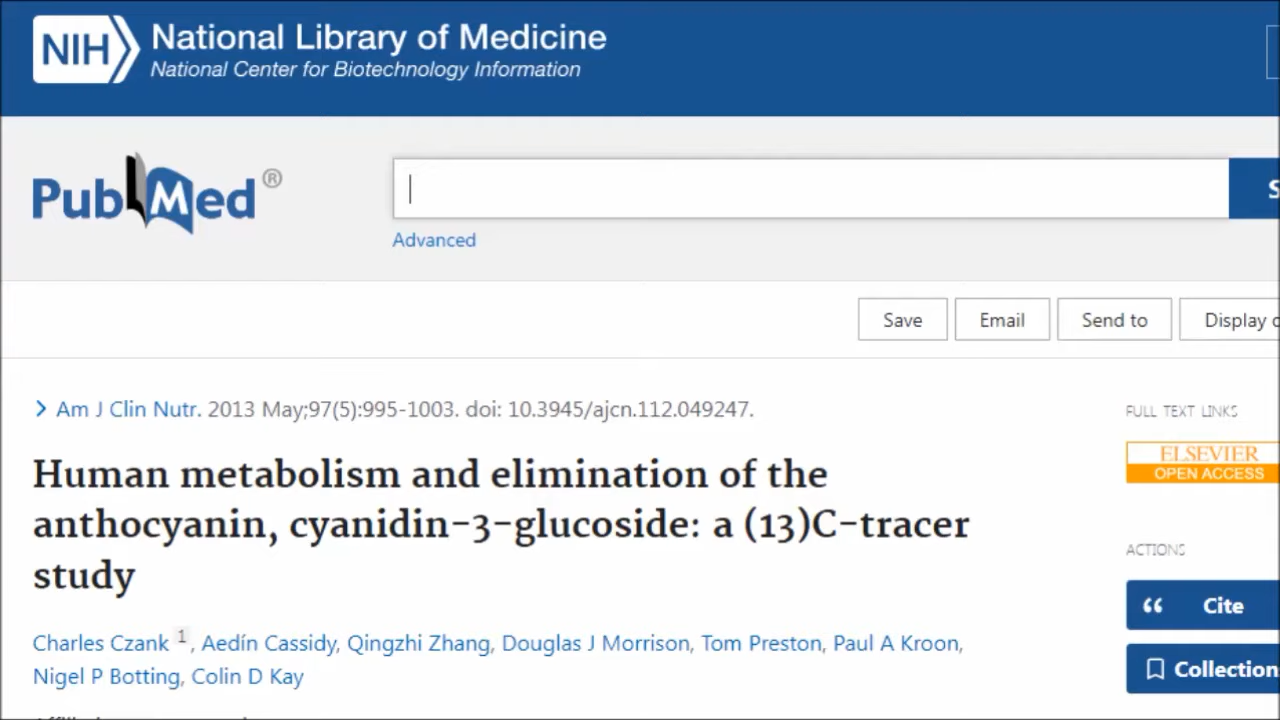 NIH National Library of Medicine
National Center for Biotechnology Information
PubMed®
Advanced
Save Email Send to Display
Am J Clin Nutr. 2013 May;97(5):995-1003. doi: 10.3945/ajcn.112.049247.
FULL TEXT LINKS
ELSEVIER
OPEN ACCESS
Human metabolism and elimination of the
anthocyanin, cyanidin-3-glucoside: a (13)C-tracer
study
ACTIONS
“ Cite
Charles Czank 1, Aedín Cassidy, Qingzhi Zhang, Douglas J Morrison, Tom Preston, Paul A Kroon,
Nigel P Botting, Colin D Kay
Collection